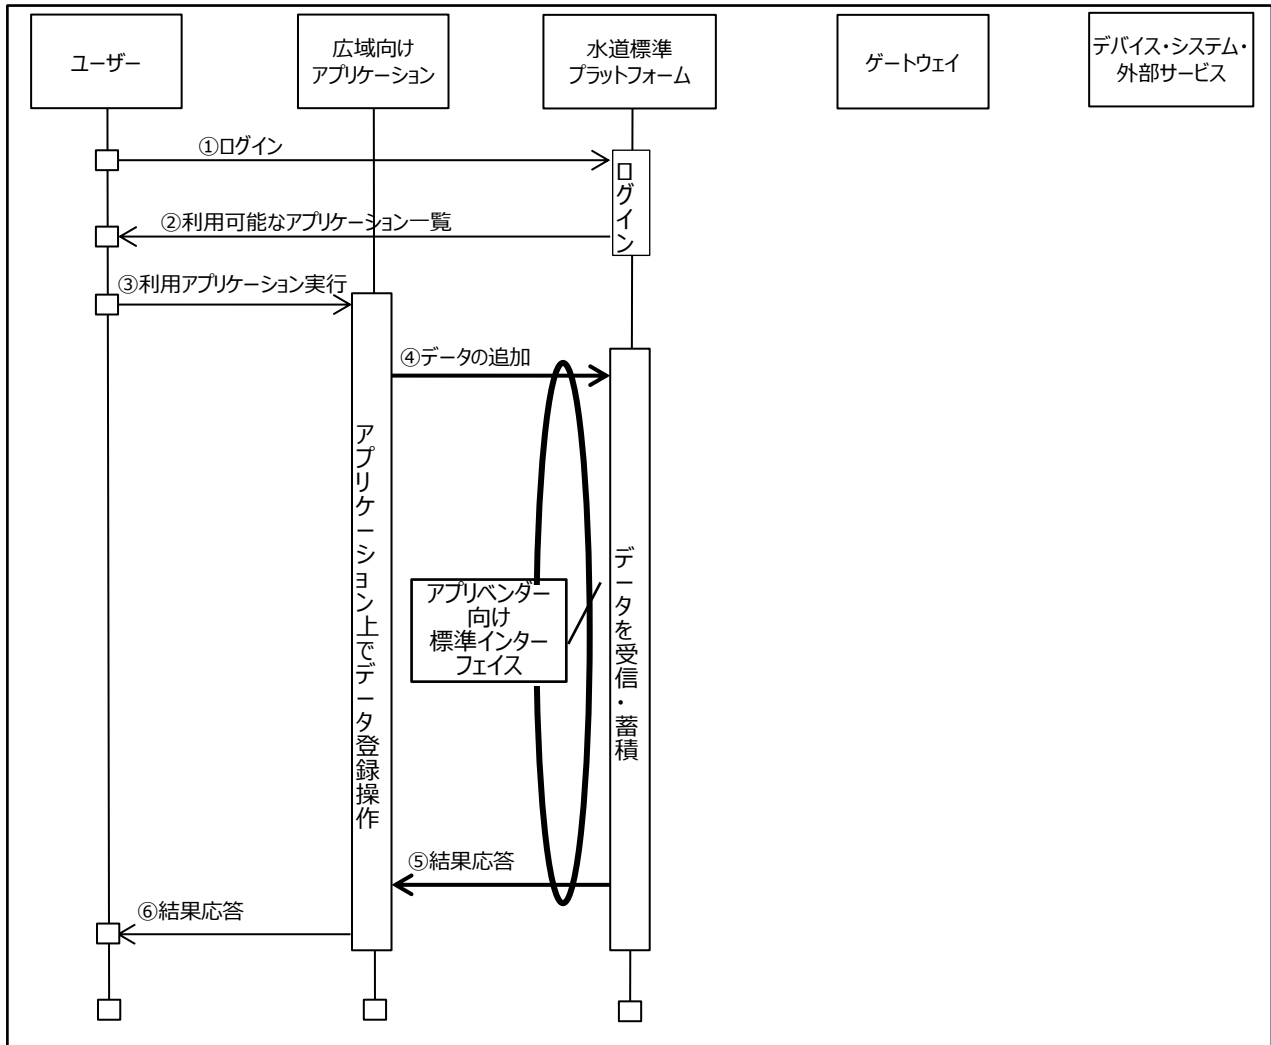 ユーザー
広域向け
アプリケーション
水道標準
プラットフォーム
ゲートウェイ
デバイス・システム・
外部サービス
①ログイン
ログイン
②利用可能なアプリケーション一覧
③利用アプリケーション実行
④データの追加
アプリケーション上でデータ登録操作
アプリベンダー
向け
標準インター
フェイス
データを受信・蓄積
⑤結果応答
⑥結果応答